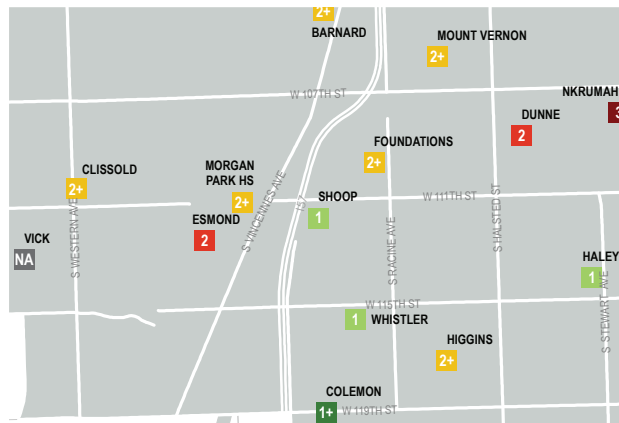 2+
BARNARD
MOUNT VERNON
2+
W 107TH ST
NKRUMAH
3
DUNNE
2
FOUNDATIONS
2+
CLISSOLD
2+
MORGAN
PARK HS
2+
S VINCENNES AVE
I57
SHOOP
1
W 111TH ST
ESMOND
2
S WESTERN AVE
S RACINE AVE
S HALSTED ST
VICK
NA
HALEY
1
S STEWART AVE
W 115TH ST
1
WHISTLER
HIGGINS
2+
COLEMON
1+
W 119TH ST